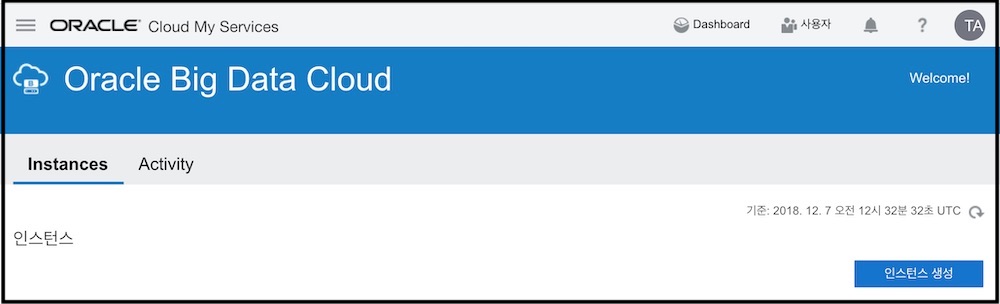 ORACLE Cloud My Services Dashboard 사용자 ? TA
Oracle Big Data Cloud Welcome!
Instances Activity
기준: 2018. 12. 7 오전 12시 32분 32초 UTC
인스턴스
인스턴스 생성